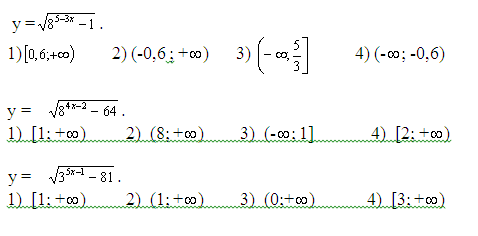 y = √8^{5-3x} − 1 .
1) [0,6;+∞) 2) (-0,6; +∞) 3) (−∞; 5/3] 4) (-∞; -0,6)
y = √8^{4x−2} − 64 .
1) [1; +∞) 2) (8; +∞) 3) (-∞; 1] 4) [2; +∞)
y = √3^{5x−1} − 81 .
1) [1; +∞) 2) (1; +∞) 3) (0;+∞) 4) [3; +∞)